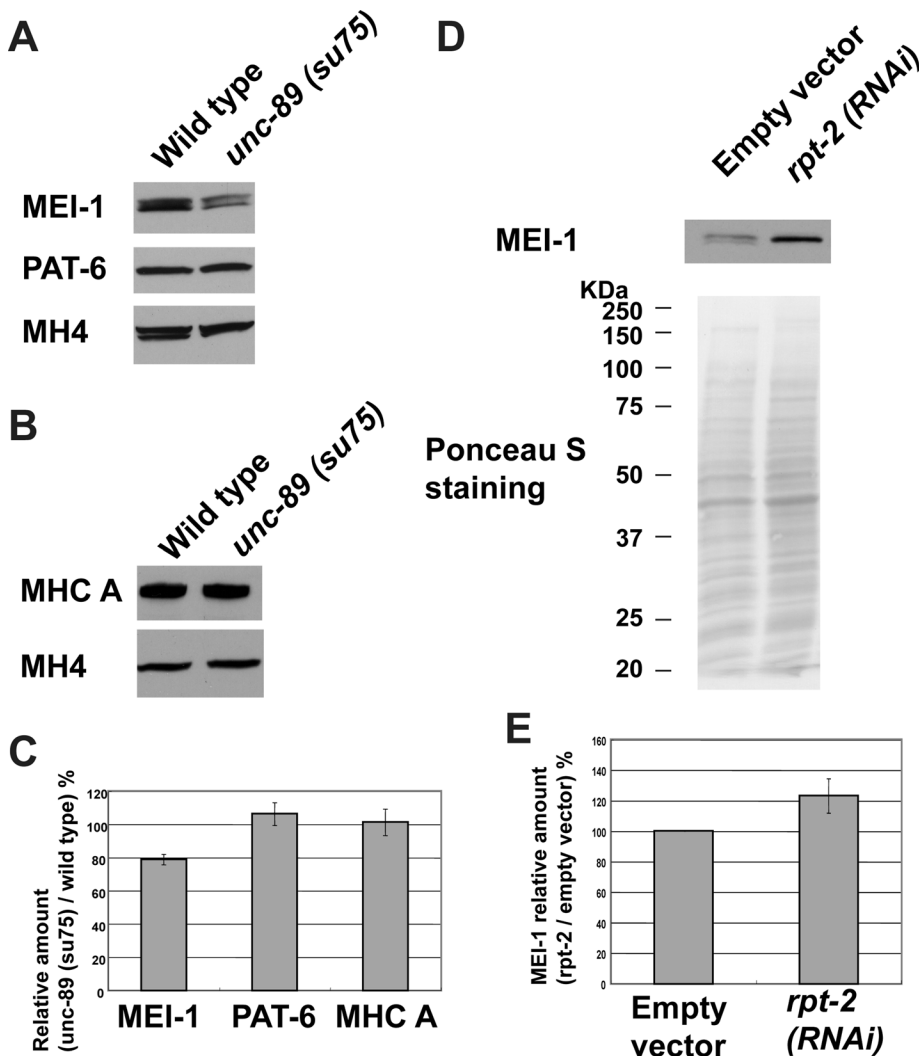 A
Wild type
unc-89 (su75)
MEI-1
PAT-6
MH4
B
Wild type
unc-89 (su75)
MHC A
MH4
C
Relative amount
(unc-89 (su75) / wild type) %
120
100
80
60
40
20
0
MEI-1 PAT-6 MHC A
D
Empty vector
rpt-2 (RNAi)
MEI-1
KDa
250
150
100
75
50
37
25
20
Ponceau S
staining
E
MEI-1 relative amount
(rpt-2 / empty vector) %
160
140
120
100
80
60
40
20
0
Empty
vector
rpt-2
(RNAi)